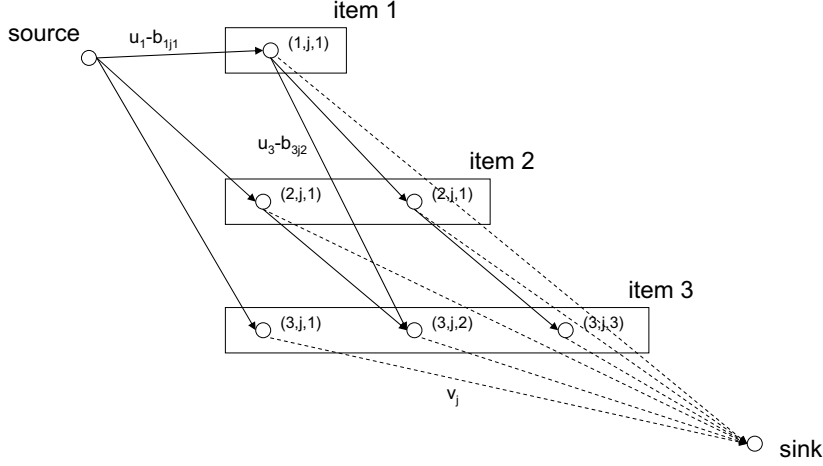 item 1
source
u₁-b₁ⱼ₁
(1,j,1)
u₃-b₃ⱼ₂
item 2
(2,j,1)
(2,j,1)
item 3
(3,j,1)
(3,j,2)
(3,j,3)
vⱼ
sink